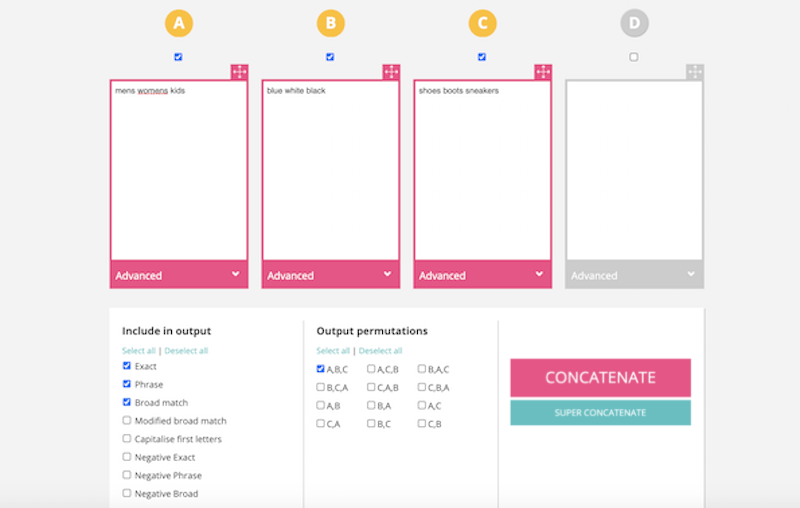 A B C D
mens womens kids
blue white black
shoes boots sneakers
Advanced Advanced Advanced Advanced
Include in output
Select all | Deselect all
Exact
Phrase
Broad match
Modified broad match
Capitalise first letters
Negative Exact
Negative Phrase
Negative Broad
Output permutations
Select all | Deselect all
A,B,C A,C,B B,A,C
B,C,A C,A,B C,B,A
A,B B,A A,C
C,A B,C C,B
CONCATENATE
SUPER CONCATENATE